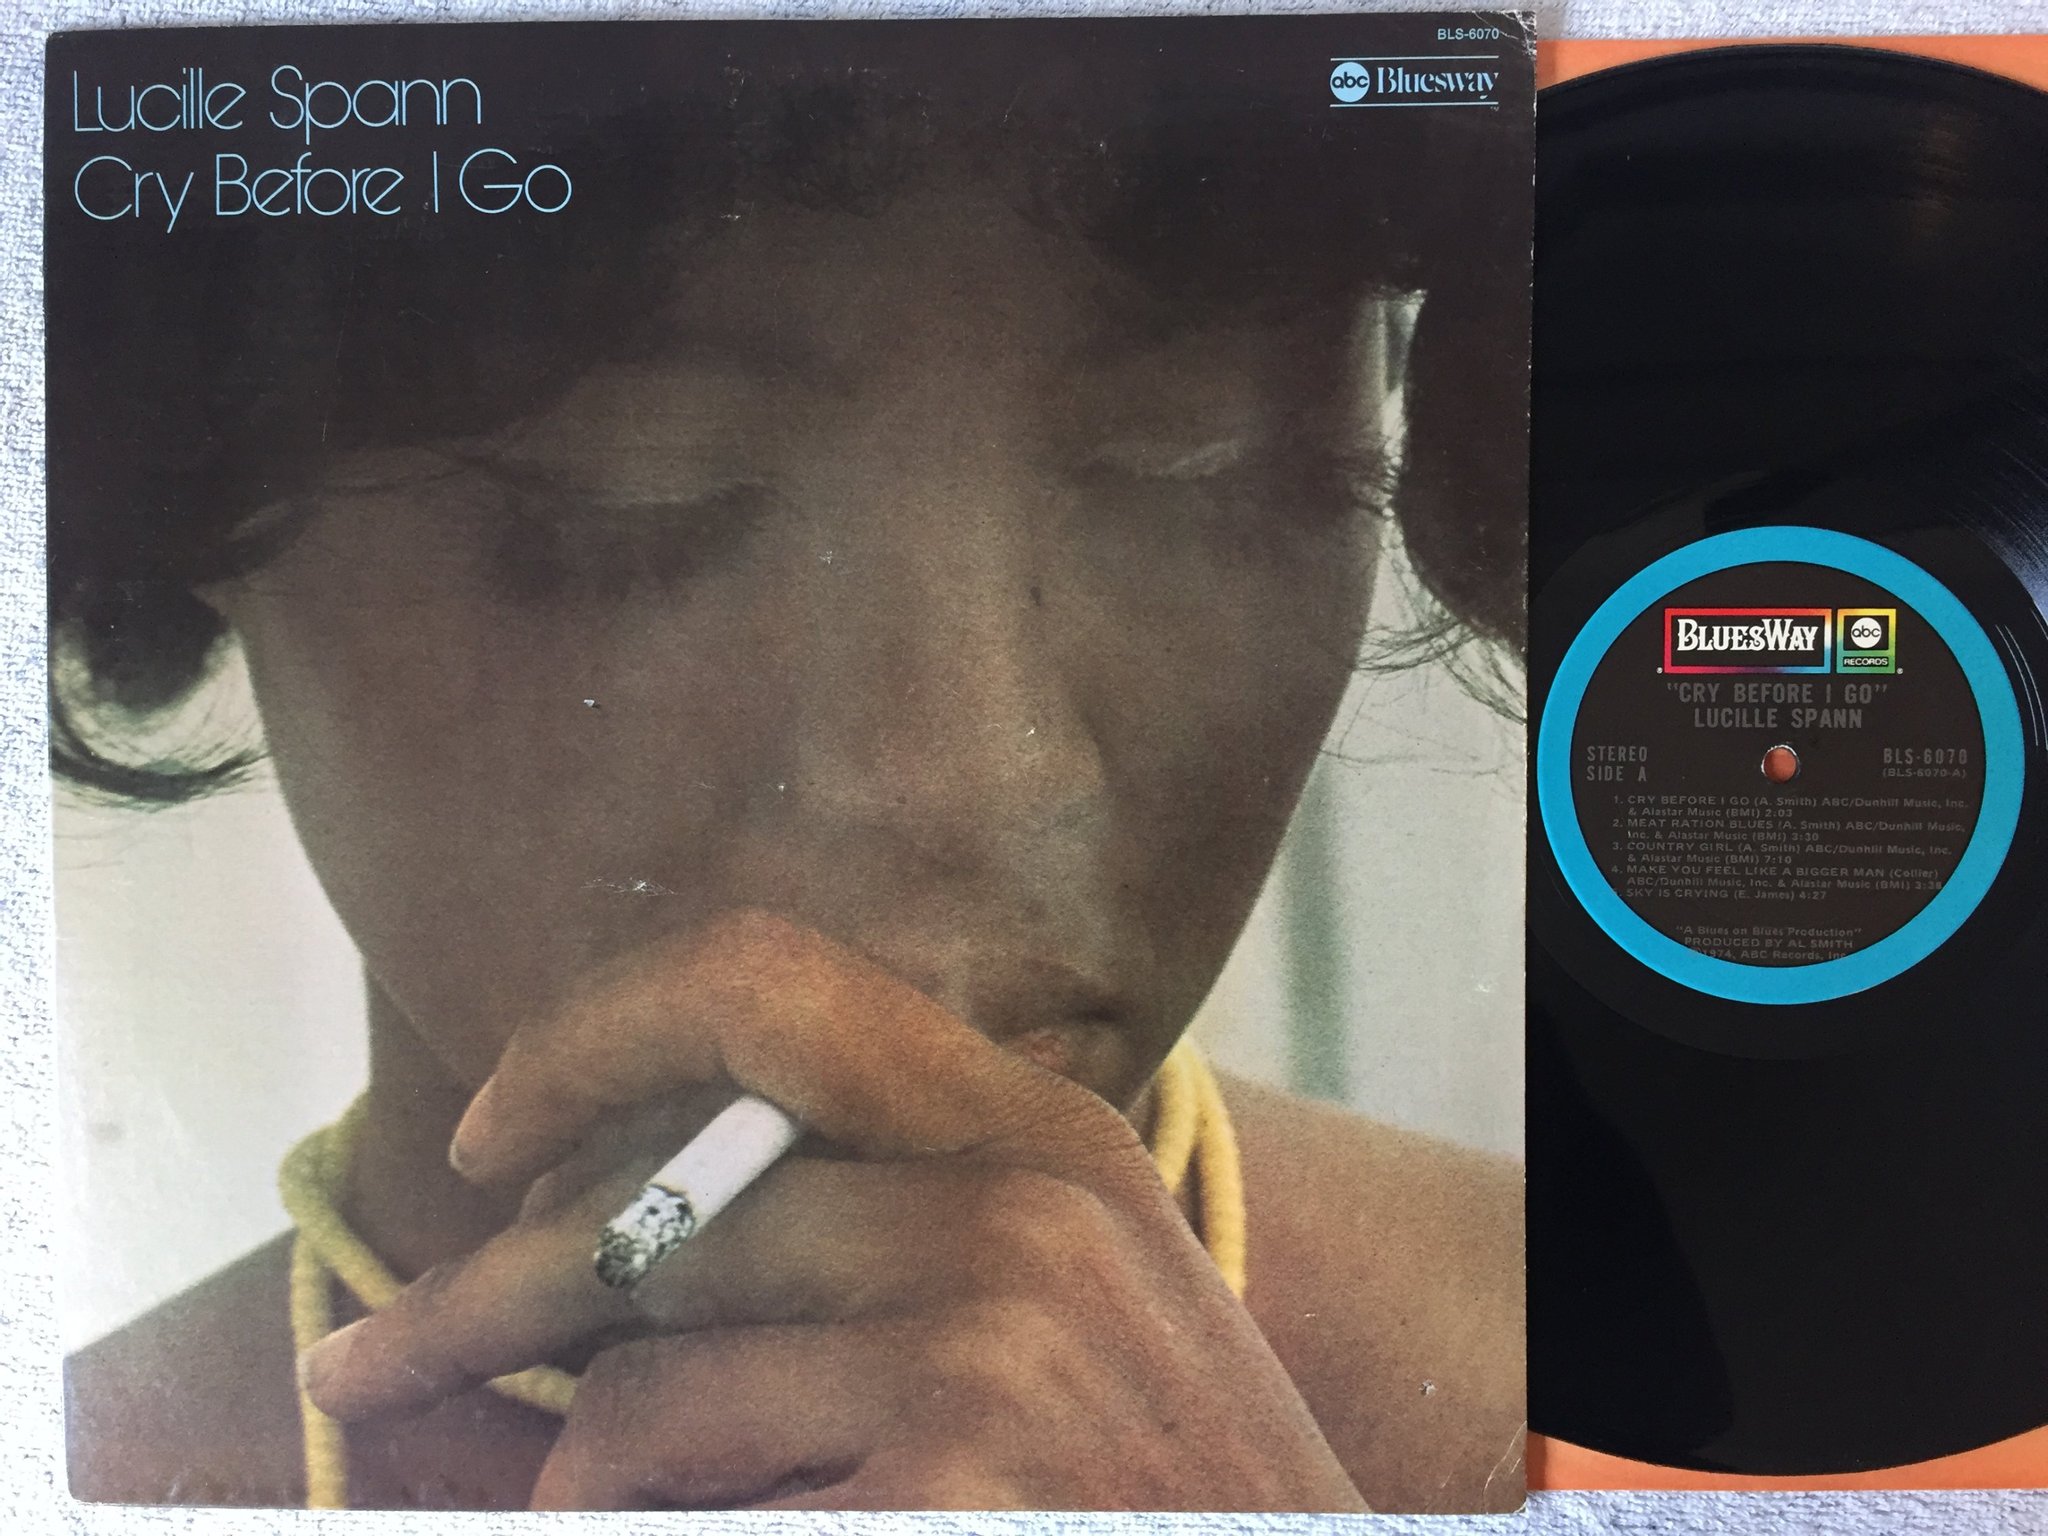 BLS-6070
abc Bluesway
Lucille Spann
Cry Before I Go
BLUESWAY abc RECORDS
"CRY BEFORE I GO"
LUCILLE SPANN
STEREO
SIDE A
BLS-6070
(BLS-6070-A)
1. CRY BEFORE I GO (A. Smith) ABC/Dunhill Music, Inc.
& Alastar Music (BMI) 2:03
2. MEAT RATION BLUES (A. Smith) ABC/Dunhill Music,
Inc. & Alastar Music (BMI) 3:30
3. COUNTRY GIRL (A. Smith) ABC/Dunhill Music, Inc.
& Alastar Music (BMI) 7:10
4. MAKE YOU FEEL LIKE A BIGGER MAN (Collier)
ABC/Dunhill Music, Inc. & Alastar Music (BMI) 3:38
SKY IS CRYING (E. James) 4:27
"A Blues on Blues Production"
PRODUCED BY AL SMITH
1974, ABC Records, Inc.